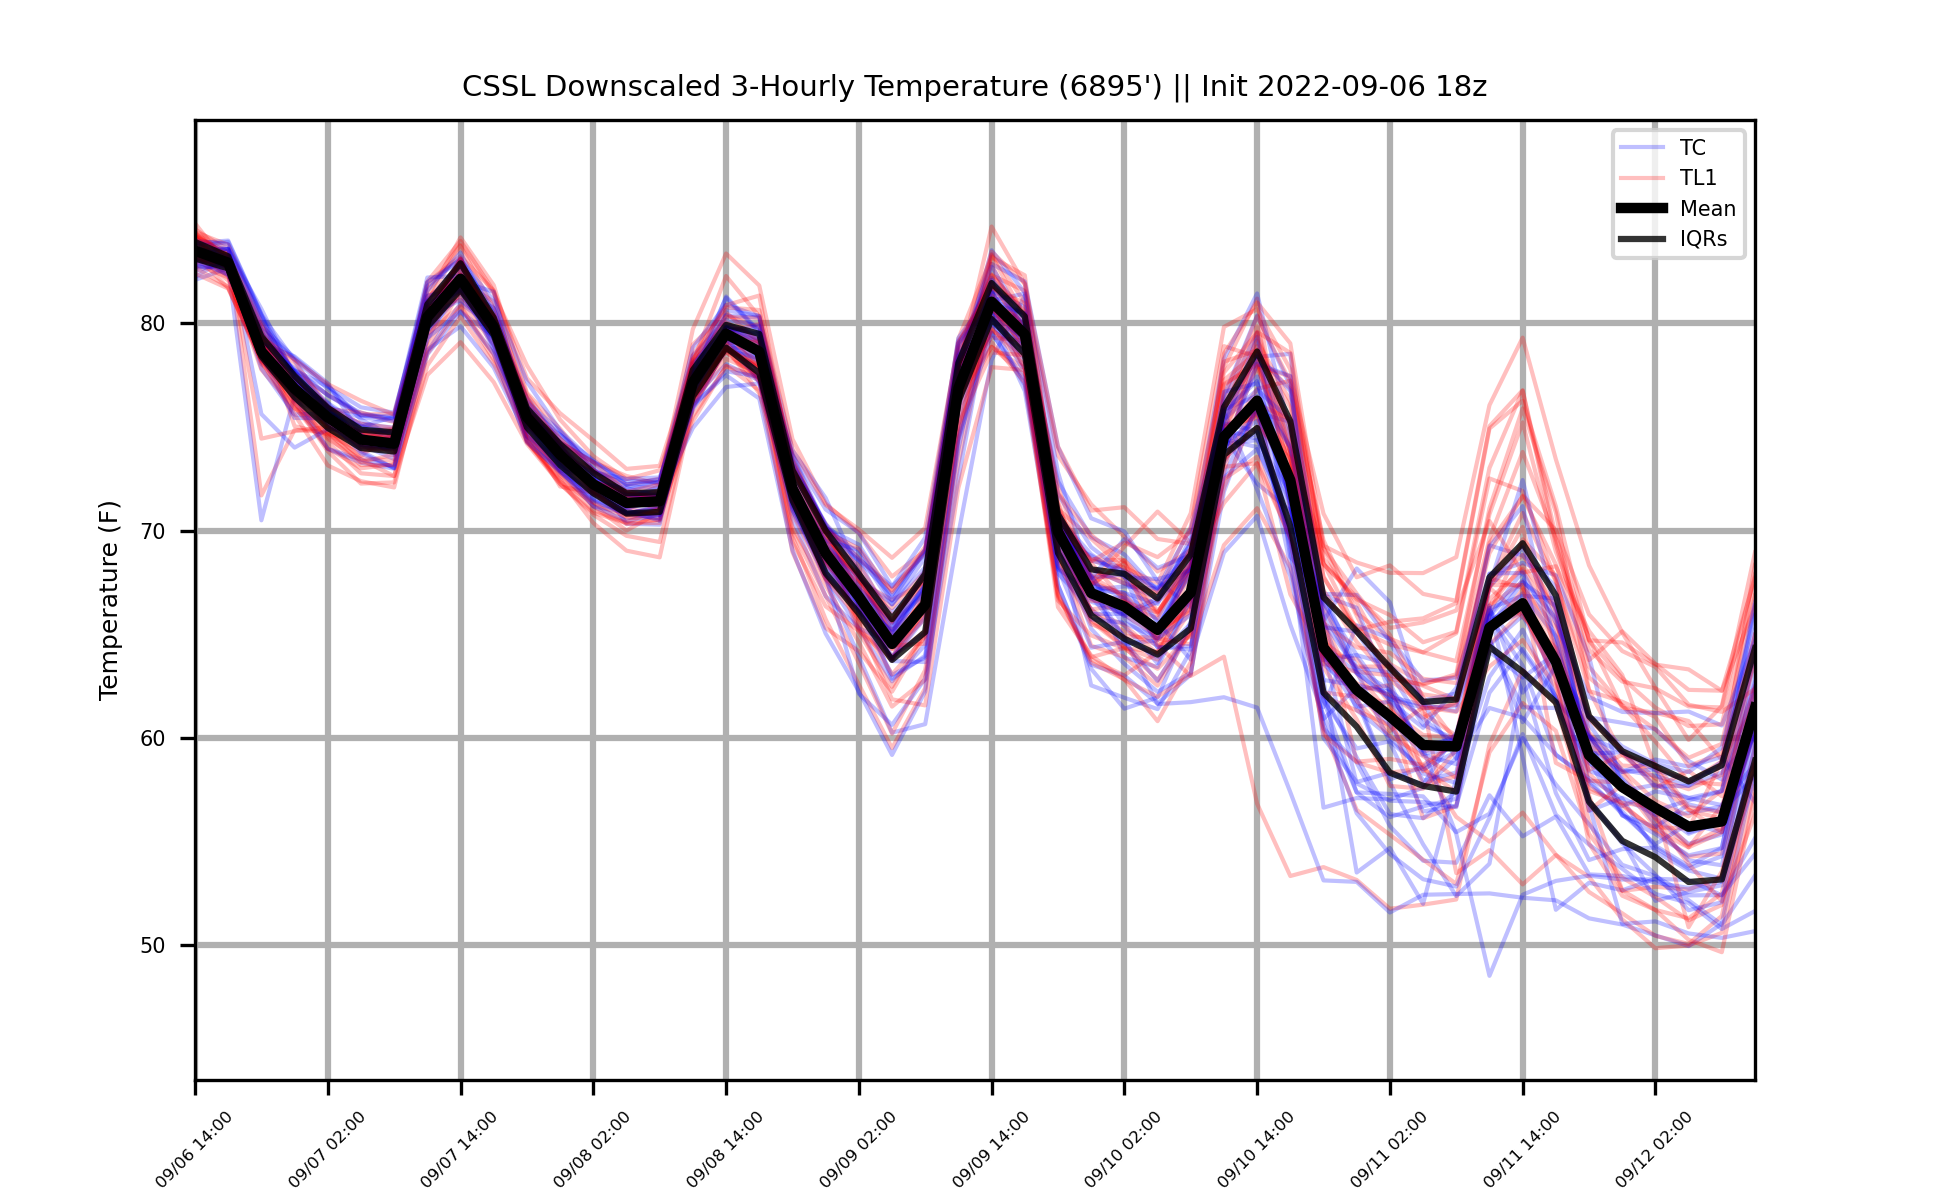 CSSL Downscaled 3-Hourly Temperature (6895') || Init 2022-09-06 18z
TC
TL1
Mean
IQRs
Temperature (F)
80
70
60
50
09/06 14:00
09/07 02:00
09/07 14:00
09/08 02:00
09/08 14:00
09/09 02:00
09/09 14:00
09/10 02:00
09/10 14:00
09/11 02:00
09/11 14:00
09/12 02:00